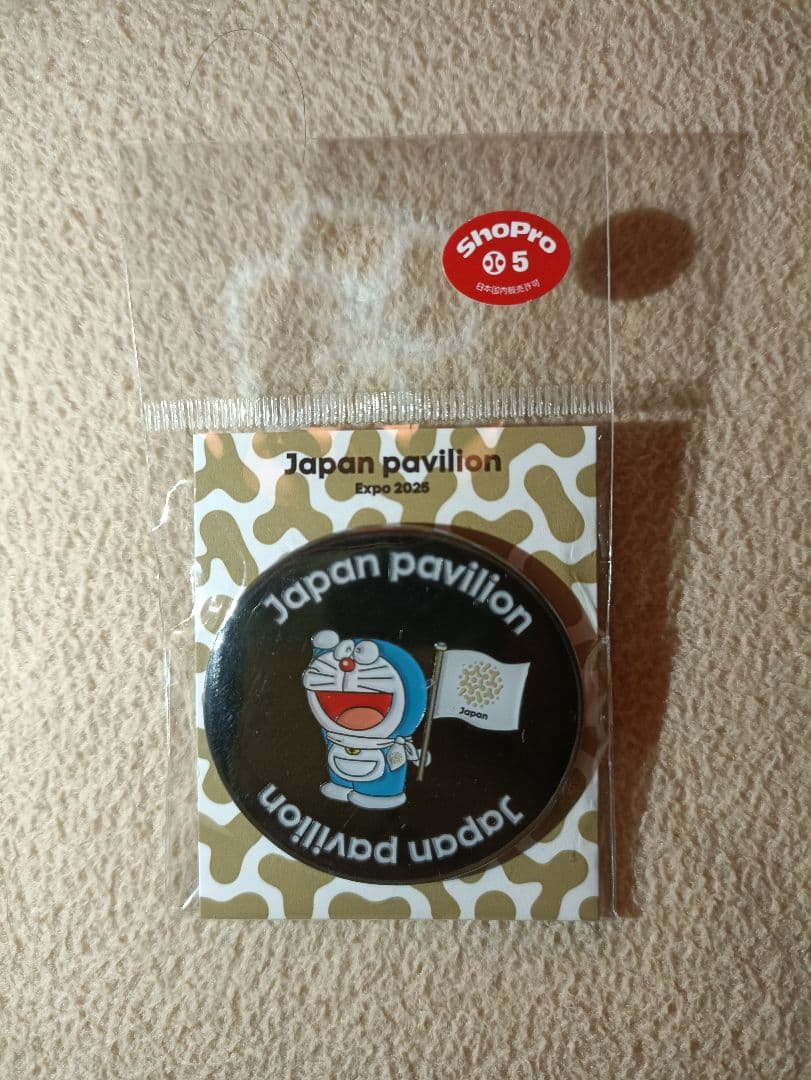 ShoPro
5
日本国内販売許可
Japan pavilion
Expo 2025
Japan pavilion
Japan
Japan pavilion